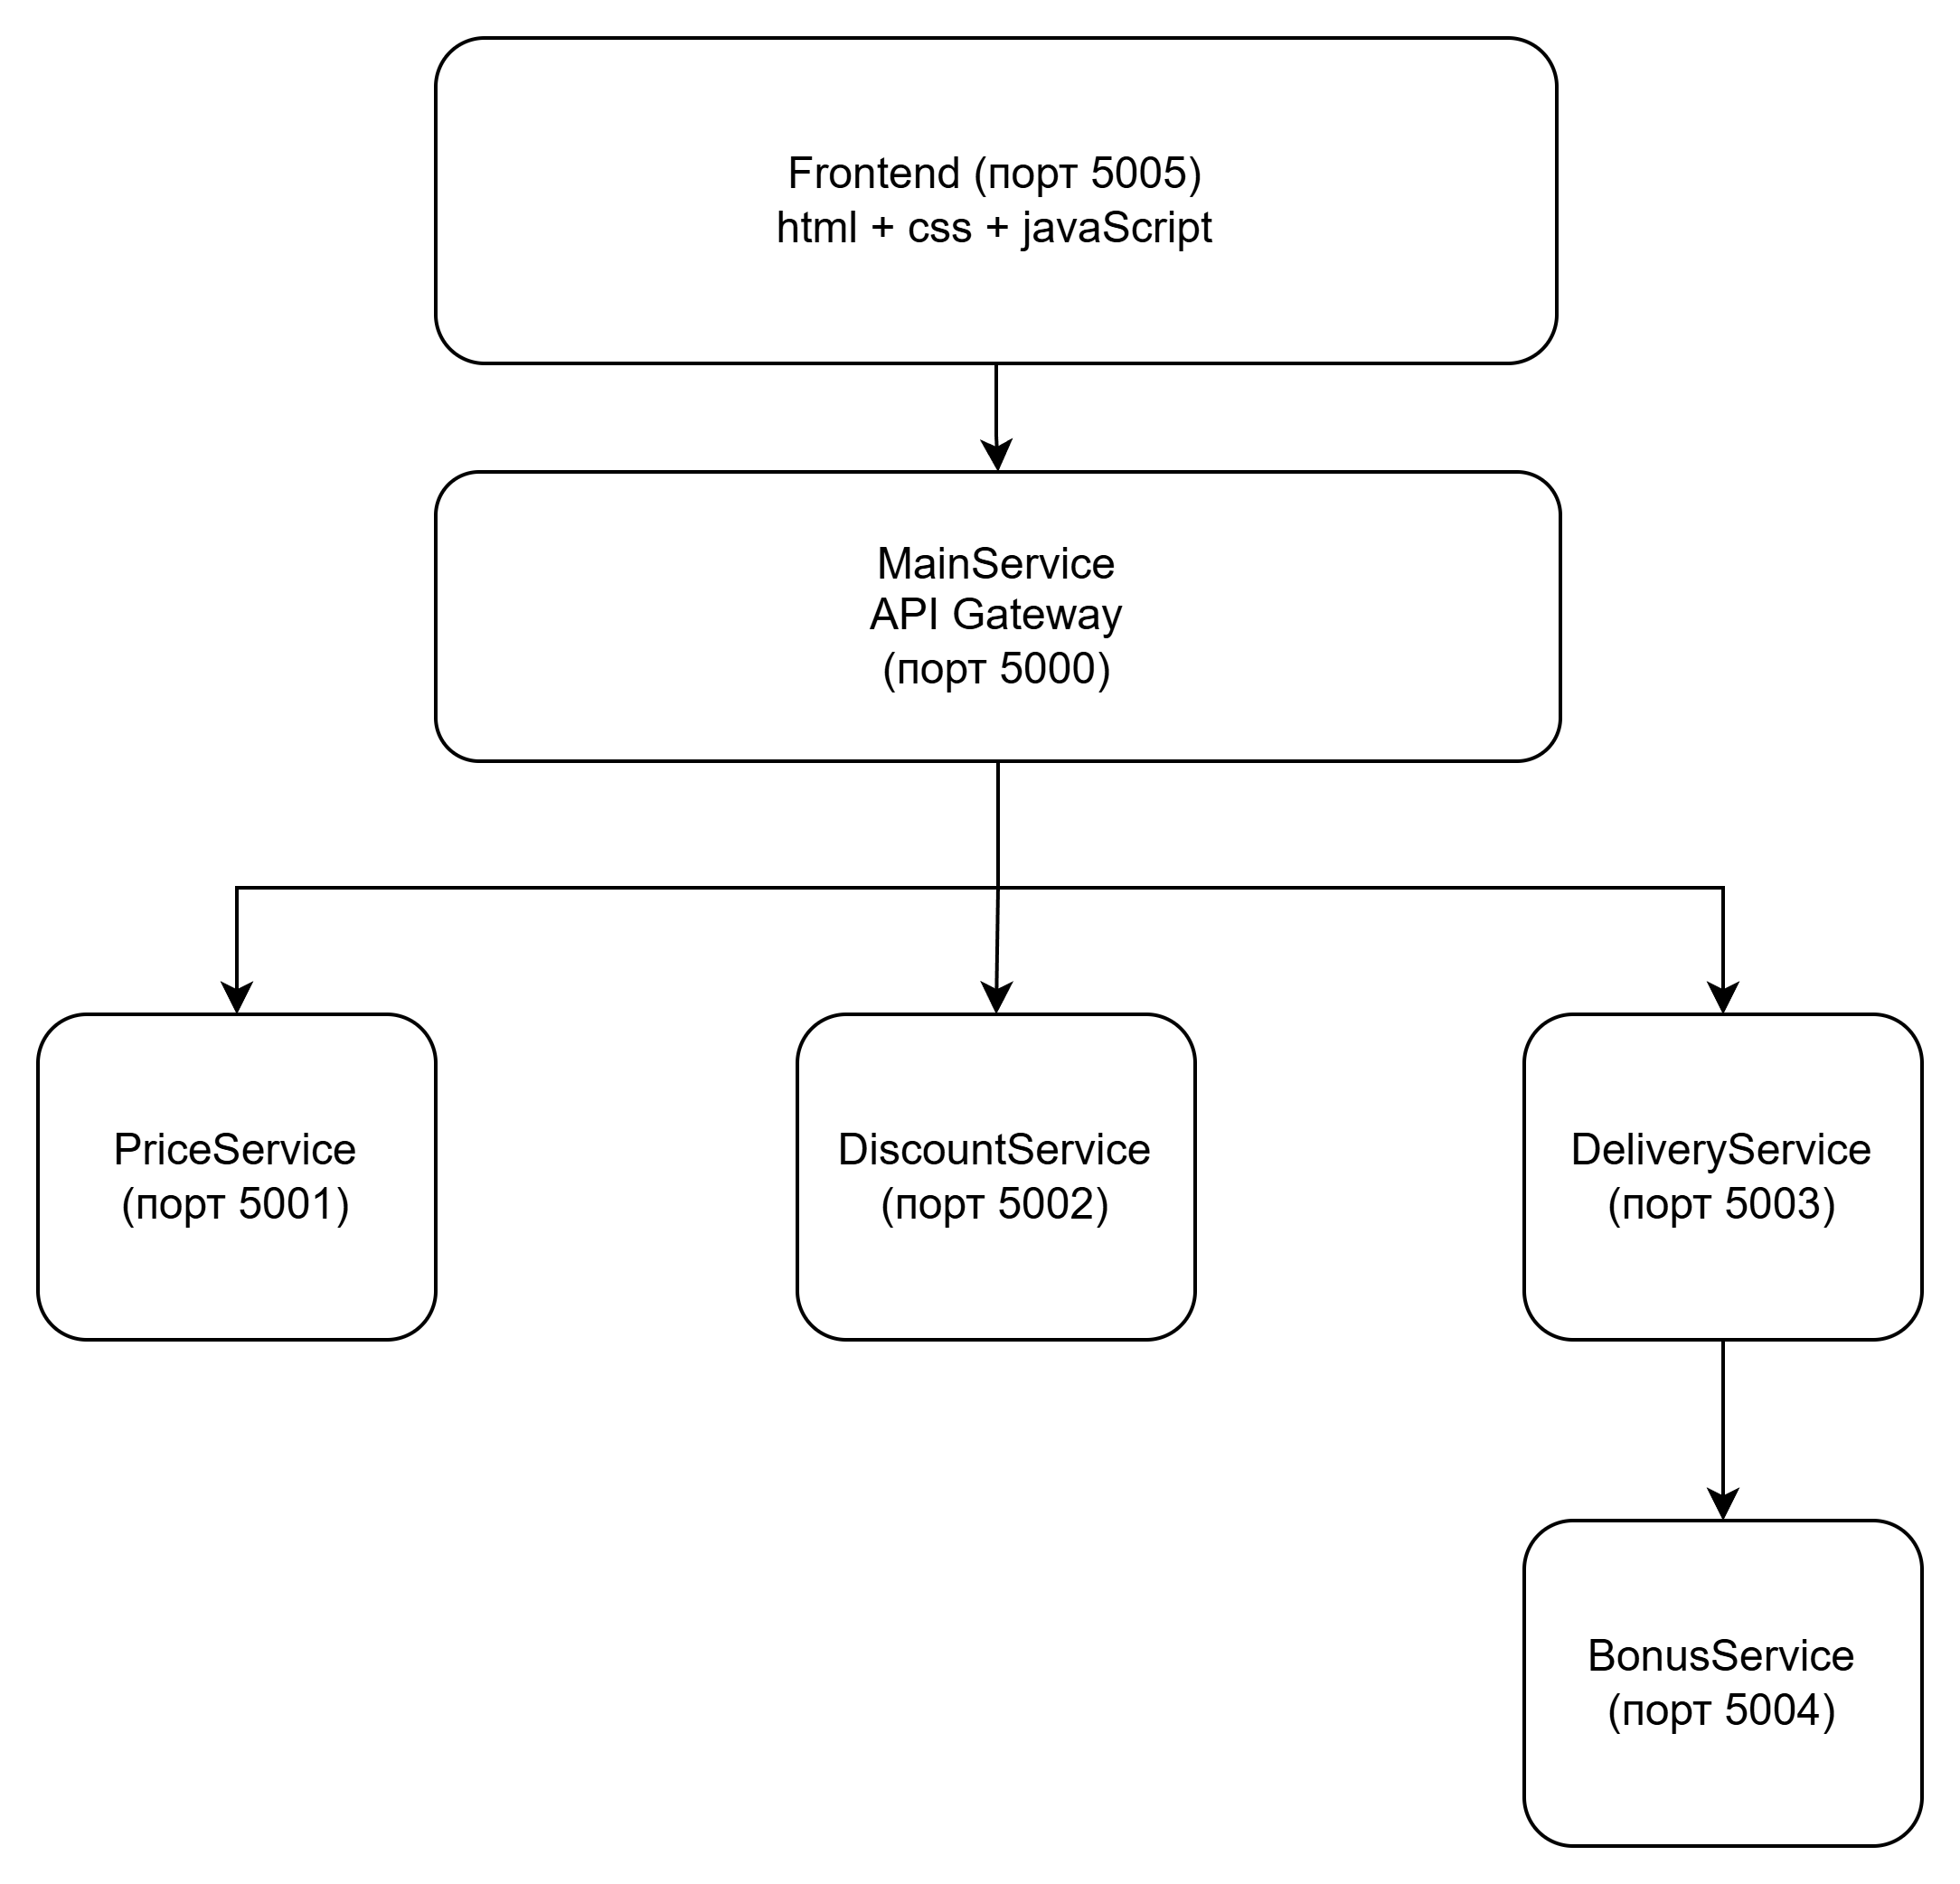 Frontend (порт 5005)
html + css + javaScript
MainService
API Gateway
(порт 5000)
PriceService
(порт 5001)
DiscountService
(порт 5002)
DeliveryService
(порт 5003)
BonusService
(порт 5004)